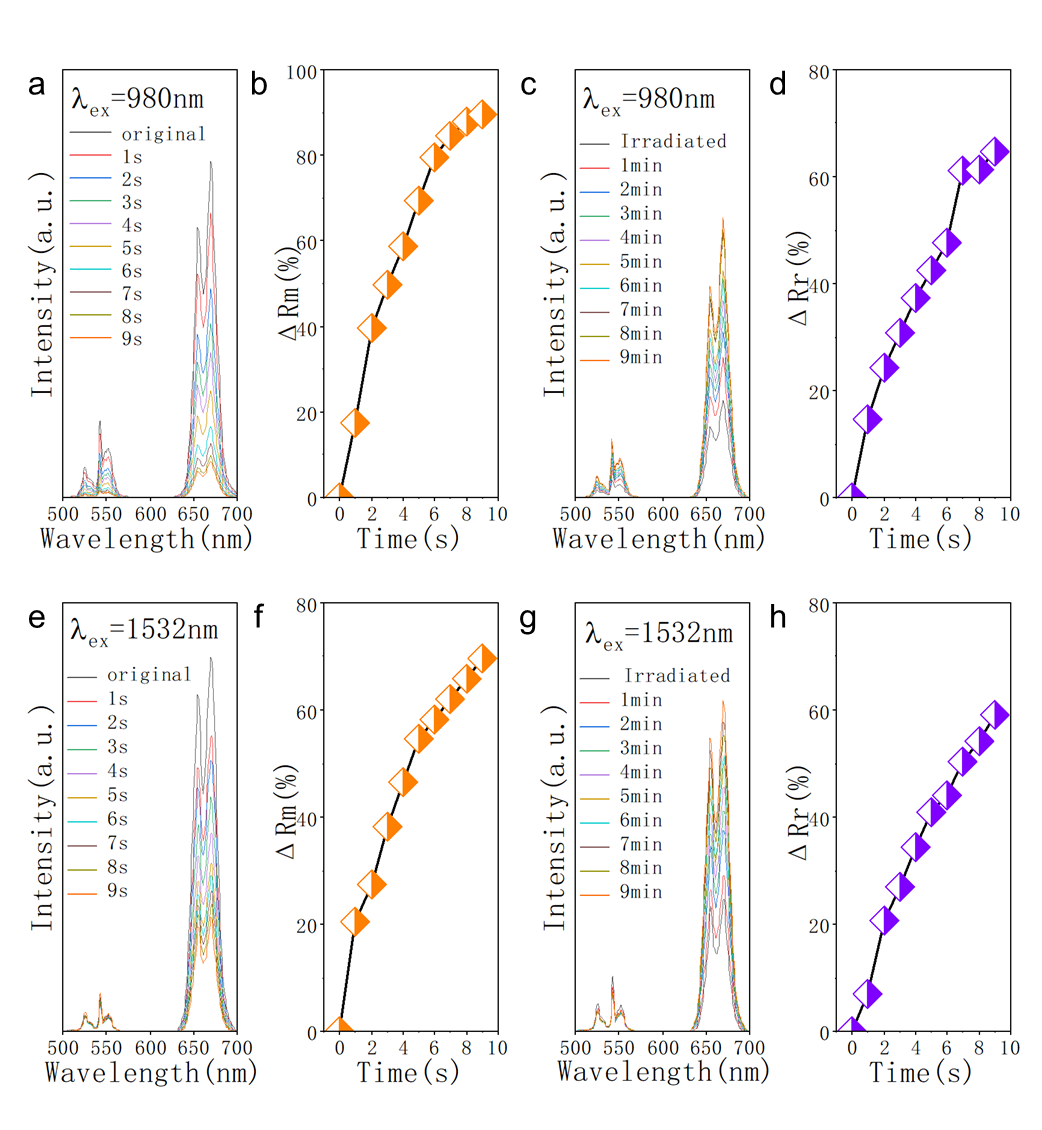 a
λex=980nm
original
1s
2s
3s
4s
5s
6s
7s
8s
9s
Intensity(a.u.)
500 550 600 650 700
Wavelength(nm)
b
100
80
60
40
20
0
ΔRm(%)
0 2 4 6 8 10
Time(s)
c
λex=980nm
Irradiated
1min
2min
3min
4min
5min
6min
7min
8min
9min
Intensity(a.u.)
500 550 600 650 700
Wavelength(nm)
d
80
60
40
20
0
ΔRr(%)
0 2 4 6 8 10
Time(s)
e
λex=1532nm
original
1s
2s
3s
4s
5s
6s
7s
8s
9s
Intensity(a.u.)
500 550 600 650 700
Wavelength(nm)
f
80
60
40
20
0
ΔRm(%)
0 2 4 6 8 10
Time(s)
g
λex=1532nm
Irradiated
1min
2min
3min
4min
5min
6min
7min
8min
9min
Intensity(a.u.)
500 550 600 650 700
Wavelength(nm)
h
80
60
40
20
0
ΔRr(%)
0 2 4 6 8 10
Time(s)